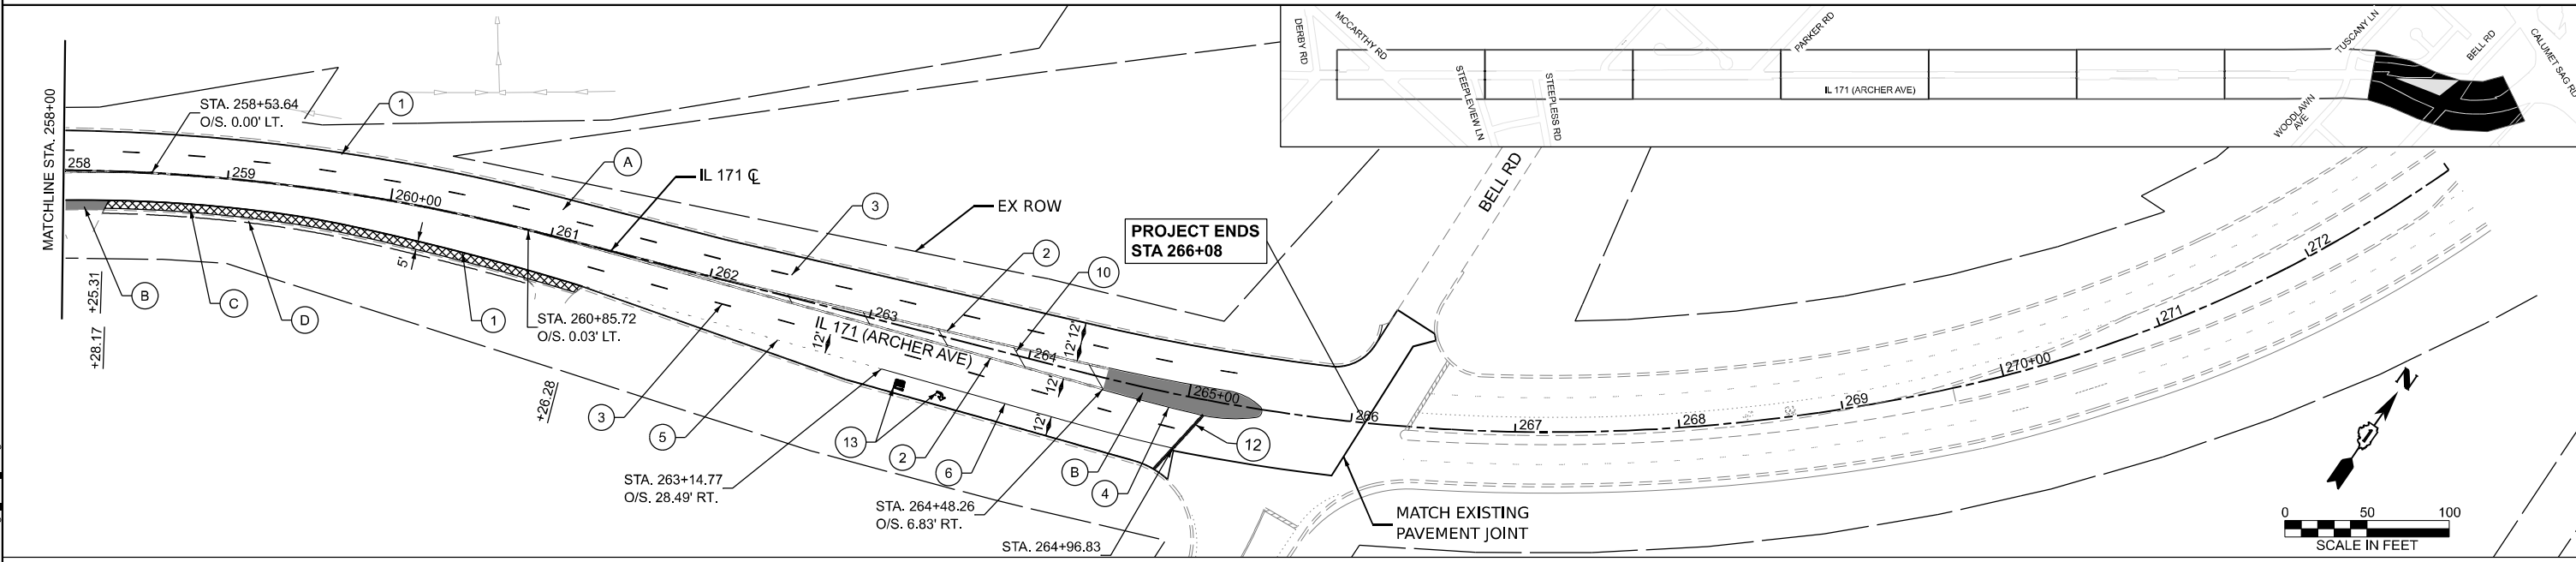 MATCHLINE STA. 258+00
STA. 258+53.64
O/S. 0.00' LT.
1
A
IL 171 ℄
3
EX ROW
2
10
PROJECT ENDS
STA 266+08
BELL RD
258
259
260+00
261
262
263
264
265+00
266
267
268
269
270+00
271
272
B
C
D
1
5'
+25.31
+28.17
STA. 260+85.72
O/S. 0.03' LT.
+26.28
3
5
12'
IL 171 (ARCHER AVE)
12'
12'
12'
12'
13
2
6
B
4
12
STA. 263+14.77
O/S. 28.49' RT.
STA. 264+48.26
O/S. 6.83' RT.
STA. 264+96.83
MATCH EXISTING
PAVEMENT JOINT
DERBY RD
MCCARTHY RD
STEEPLEVIEW LN
STEEPLESS RD
PARKER RD
IL 171 (ARCHER AVE)
TUSCANY LN
WOODLAWN
AVE
BELL RD
CALUMET SAG RD
N
0 50 100
SCALE IN FEET